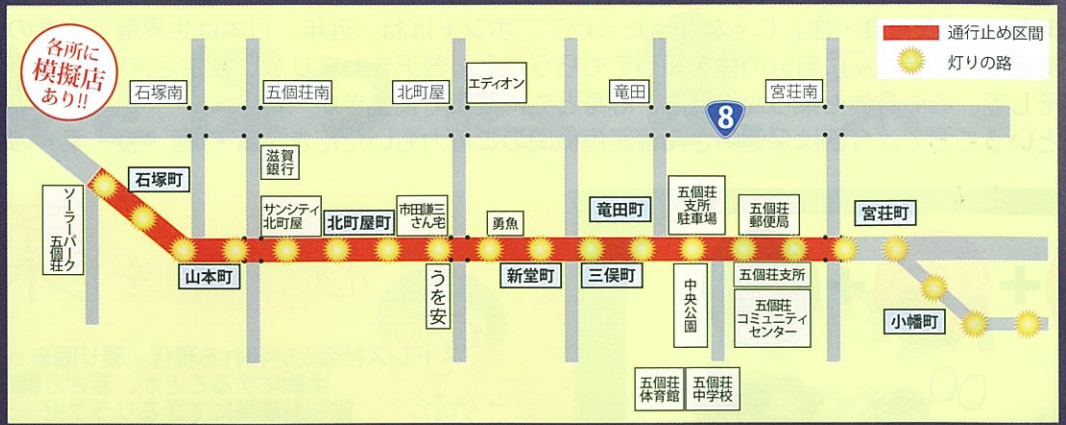 各所に
模擬店
あり!!
通行止め区間
灯りの路
石塚南
五個荘南
北町屋
エディオン
竜田
宮荘南
8
滋賀
銀行
石塚町
ソーラーパーク
五個荘
サンシティ
北町屋
北町屋町
市田謙三
さん宅
勇魚
竜田町
五個荘
支所
駐車場
五個荘
郵便局
宮荘町
山本町
うを安
新堂町
三俣町
中央公園
五個荘支所
五個荘
コミュニティ
センター
小幡町
五個荘
体育館
五個荘
中学校